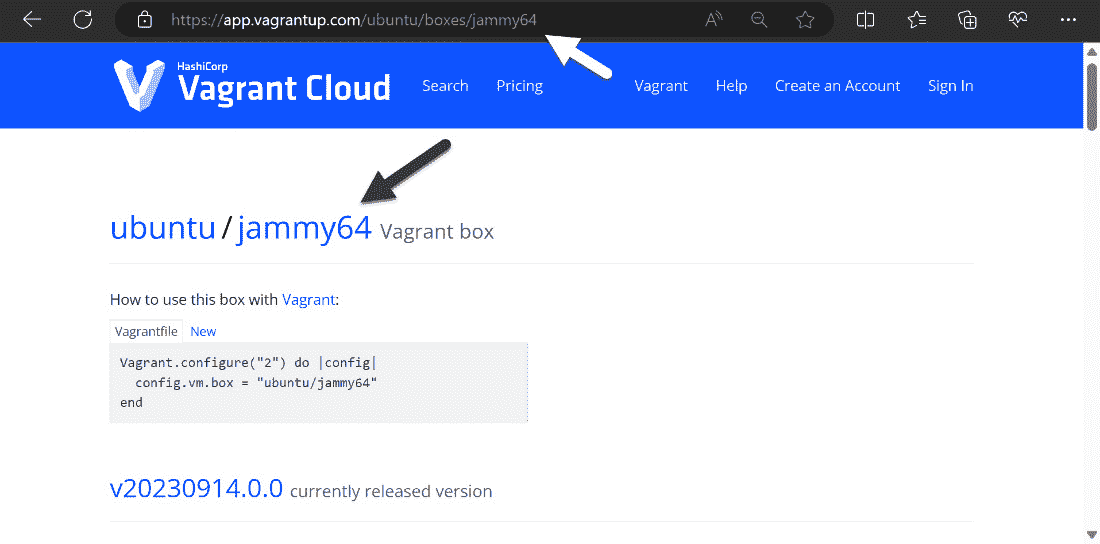 https://app.vagrantup.com/ubuntu/boxes/jammy64
HashiCorp
Vagrant Cloud
Search Pricing Vagrant Help Create an Account Sign In
ubuntu/jammy64 Vagrant box
How to use this box with Vagrant:
Vagrantfile New
Vagrant.configure("2") do |config|
  config.vm.box = "ubuntu/jammy64"
end
v20230914.0.0 currently released version